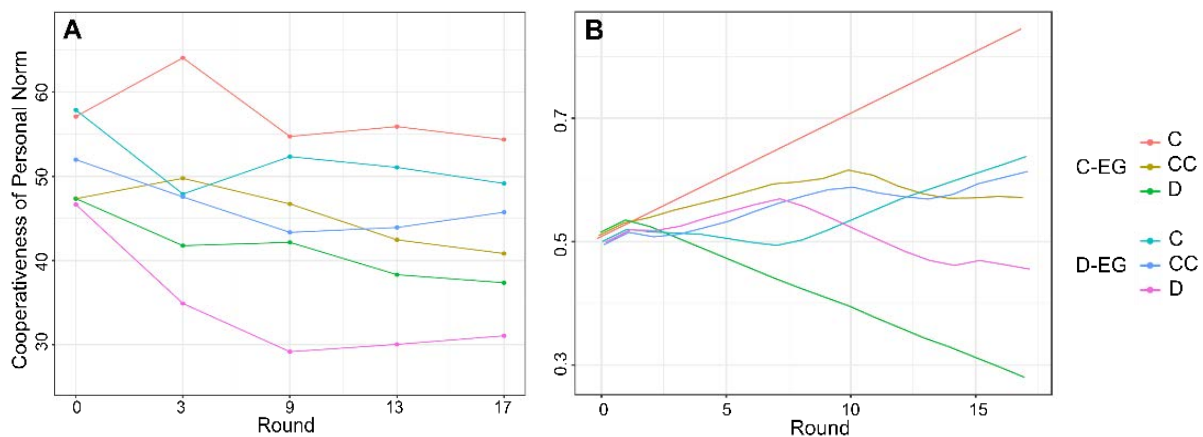 A
Cooperativeness of Personal Norm
60
50
40
30
0 3 9 13 17
Round
B
0.7
0.5
0.3
0 5 10 15
Round
C-EG
C
CC
D
D-EG
C
CC
D